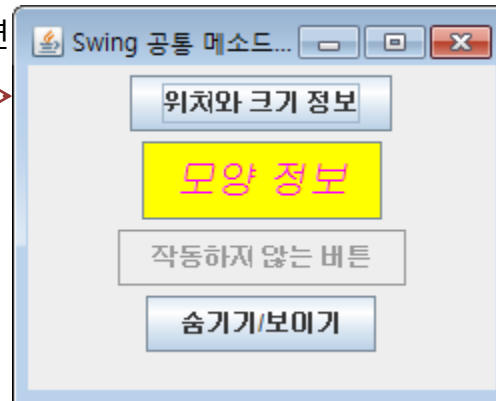 Swing 공통 메소드...
위치와 크기 정보
모양 정보
작동하지 않는 버튼
숨기기/보이기